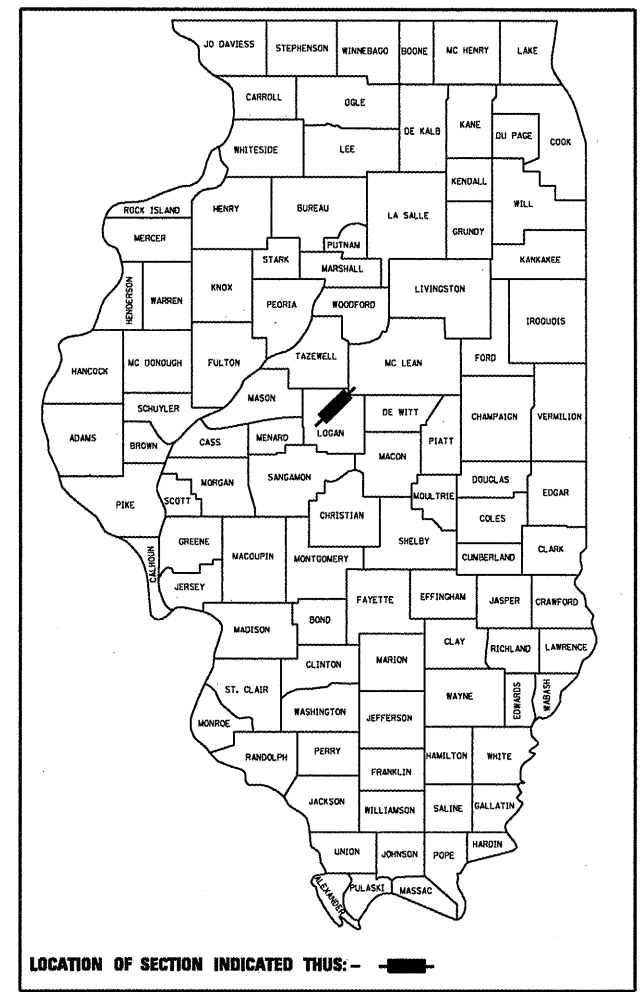 JO DAVIESS
STEPHENSON
WINNEBAGO
BOONE
MC HENRY
LAKE
CARROLL
OGLE
DE KALB
KANE
DU PAGE
COOK
WHITESIDE
LEE
KENDALL
WILL
ROCK ISLAND
HENRY
BUREAU
LA SALLE
GRUNDY
MERCER
PUTNAM
STARK
MARSHALL
KANKAKEE
HENDERSON
WARREN
KNOX
PEORIA
WOODFORD
LIVINGSTON
IROQUOIS
HANCOCK
MC DONOUGH
FULTON
TAZEWELL
MC LEAN
FORD
SCHUYLER
MASON
LOGAN
DE WITT
CHAMPAIGN
VERMILION
ADAMS
BROWN
CASS
MENARD
MACON
PIATT
PIKE
SCOTT
MORGAN
SANGAMON
CHRISTIAN
MOULTRIE
DOUGLAS
EDGAR
COLES
CALHOUN
GREENE
MACOUPIN
MONTGOMERY
SHELBY
CUMBERLAND
CLARK
JERSEY
FAYETTE
EFFINGHAM
JASPER
CRAWFORD
MADISON
BOND
CLAY
RICHLAND
LAWRENCE
CLINTON
MARION
ST. CLAIR
WAYNE
EDWARDS
WABASH
MONROE
WASHINGTON
JEFFERSON
RANDOLPH
PERRY
HAMILTON
WHITE
FRANKLIN
JACKSON
WILLIAMSON
SALINE
GALLATIN
UNION
JOHNSON
POPE
HARDIN
ALEXANDER
PULASKI
MASSAC
LOCATION OF SECTION INDICATED THUS: -